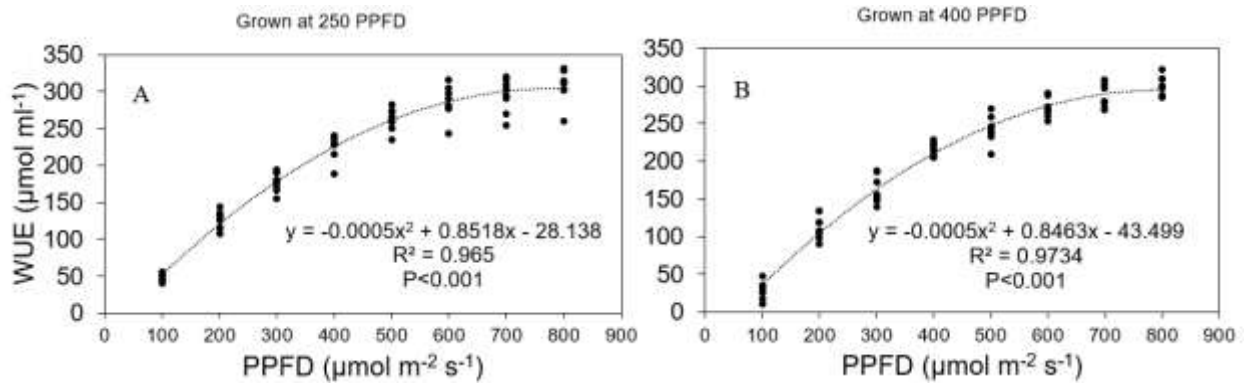 Grown at 250 PPFD
350
300
250
200
150
100
50
0
WUE (µmol ml⁻¹)
A
y = -0.0005x² + 0.8518x - 28.138
R² = 0.965
P<0.001
0 100 200 300 400 500 600 700 800 900
PPFD (µmol m⁻² s⁻¹)
Grown at 400 PPFD
350
300
250
200
150
100
50
0
B
y = -0.0005x² + 0.8463x - 43.499
R² = 0.9734
P<0.001
0 100 200 300 400 500 600 700 800 900
PPFD (µmol m⁻² s⁻¹)